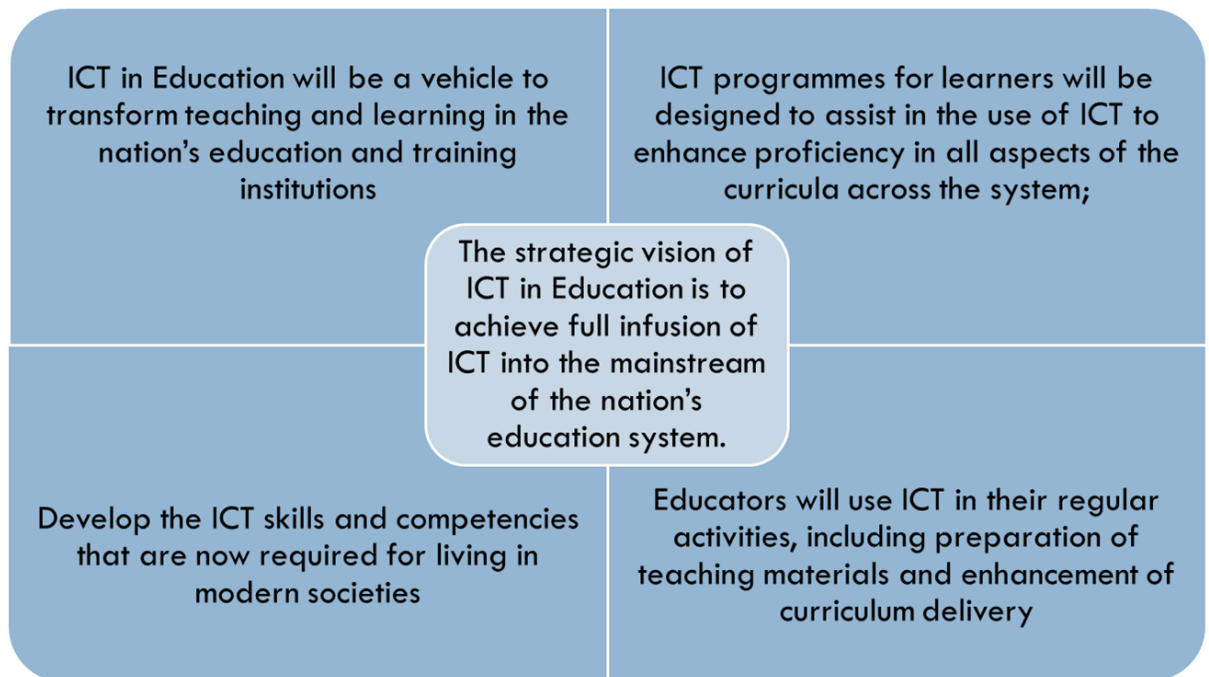 ICT in Education will be a vehicle to
transform teaching and learning in the
nation's education and training
institutions
ICT programmes for learners will be
designed to assist in the use of ICT to
enhance proficiency in all aspects of the
curricula across the system;
The strategic vision of
ICT in Education is to
achieve full infusion of
ICT into the mainstream
of the nation's
education system.
Develop the ICT skills and competencies
that are now required for living in
modern societies
Educators will use ICT in their regular
activities, including preparation of
teaching materials and enhancement of
curriculum delivery